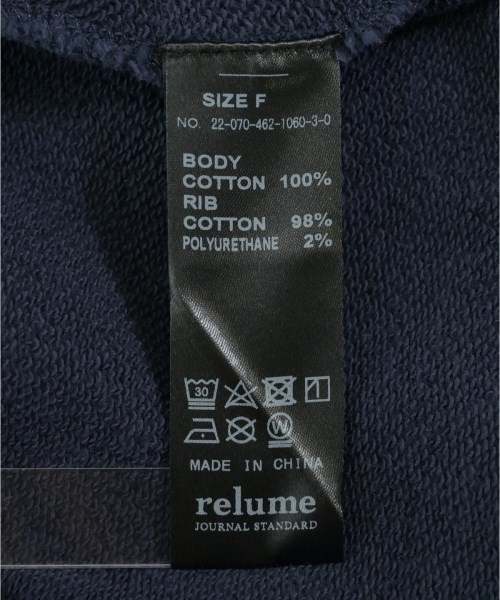 SIZE F
NO. 22-070-462-1060-3-0
BODY
COTTON 100%
RIB
COTTON 98%
POLYURETHANE 2%
30
W
MADE IN CHINA
relume
JOURNAL STANDARD